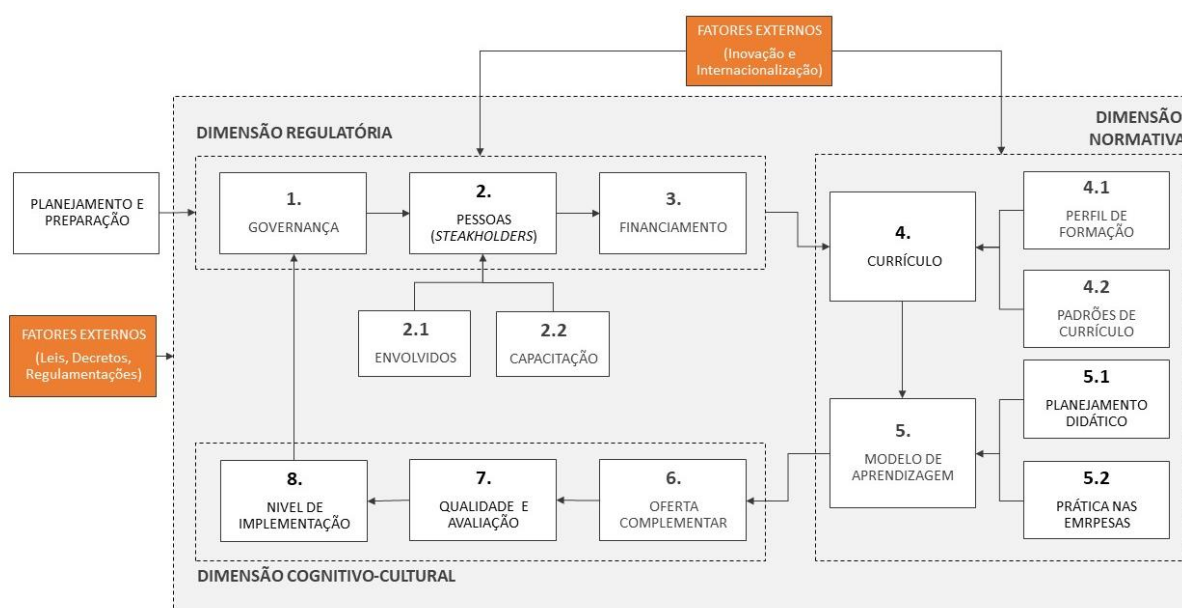 FATORES EXTERNOS
(Inovação e
Internacionalização)
DIMENSÃO REGULATÓRIA
DIMENSÃO
NORMATIVA
PLANEJAMENTO E
PREPARAÇÃO
1.
GOVERNANÇA
2.
PESSOAS
(STEAKHOLDERS)
3.
FINANCIAMENTO
4.
CURRÍCULO
4.1
PERFIL DE
FORMAÇÃO
4.2
PADRÕES DE
CURRÍCULO
2.1
ENVOLVIDOS
2.2
CAPACITAÇÃO
FATORES EXTERNOS
(Leis, Decretos,
Regulamentações)
5.
MODELO DE
APRENDIZAGEM
5.1
PLANEJAMENTO
DIDÁTICO
5.2
PRÁTICA NAS
EMRPESAS
6.
OFERTA
COMPLEMENTAR
7.
QUALIDADE E
AVALIAÇÃO
8.
NIVEL DE
IMPLEMENTAÇÃO
DIMENSÃO COGNITIVO-CULTURAL